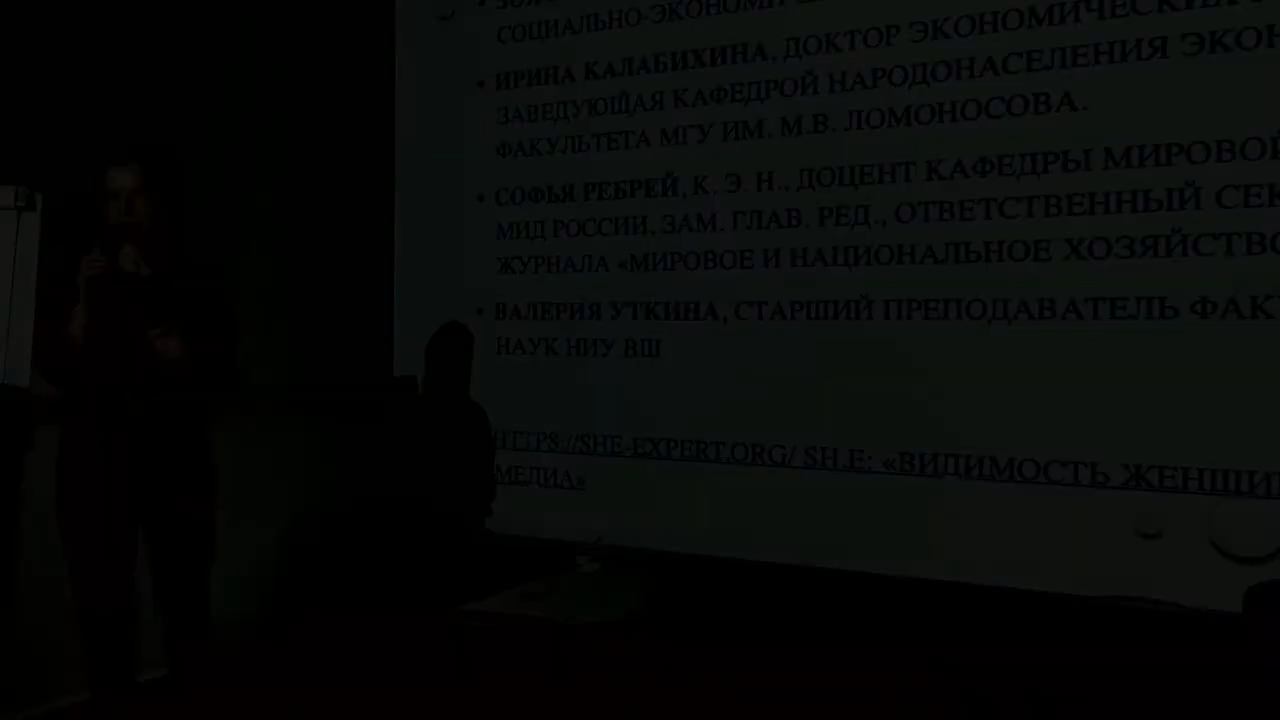 СОЦИАЛЬНО-ЭКОНОМИ
• ИРИНА КАЛАБИХИНА, ДОКТОР ЭКОНОМИЧЕСКИХ
ЗАВЕДУЮЩАЯ КАФЕДРОЙ НАРОДОНАСЕЛЕНИЯ ЭКОН
ФАКУЛЬТЕТА МГУ ИМ. М.В. ЛОМОНОСОВА.
• СОФЬЯ РЕБРЕЙ, К. Э. Н., ДОЦЕНТ КАФЕДРЫ МИРОВОЙ
МИД РОССИИ, ЗАМ. ГЛАВ. РЕД., ОТВЕТСТВЕННЫЙ СЕК
ЖУРНАЛА «МИРОВОЕ И НАЦИОНАЛЬНОЕ ХОЗЯЙСТВО
• ВАЛЕРИЯ УТКИНА, СТАРШИЙ ПРЕПОДАВАТЕЛЬ ФАК
НАУК НИУ ВШ
HTTPS://SHE-EXPERT.ORG/ SH.E: «ВИДИМОСТЬ ЖЕНЩИ
МЕДИА»